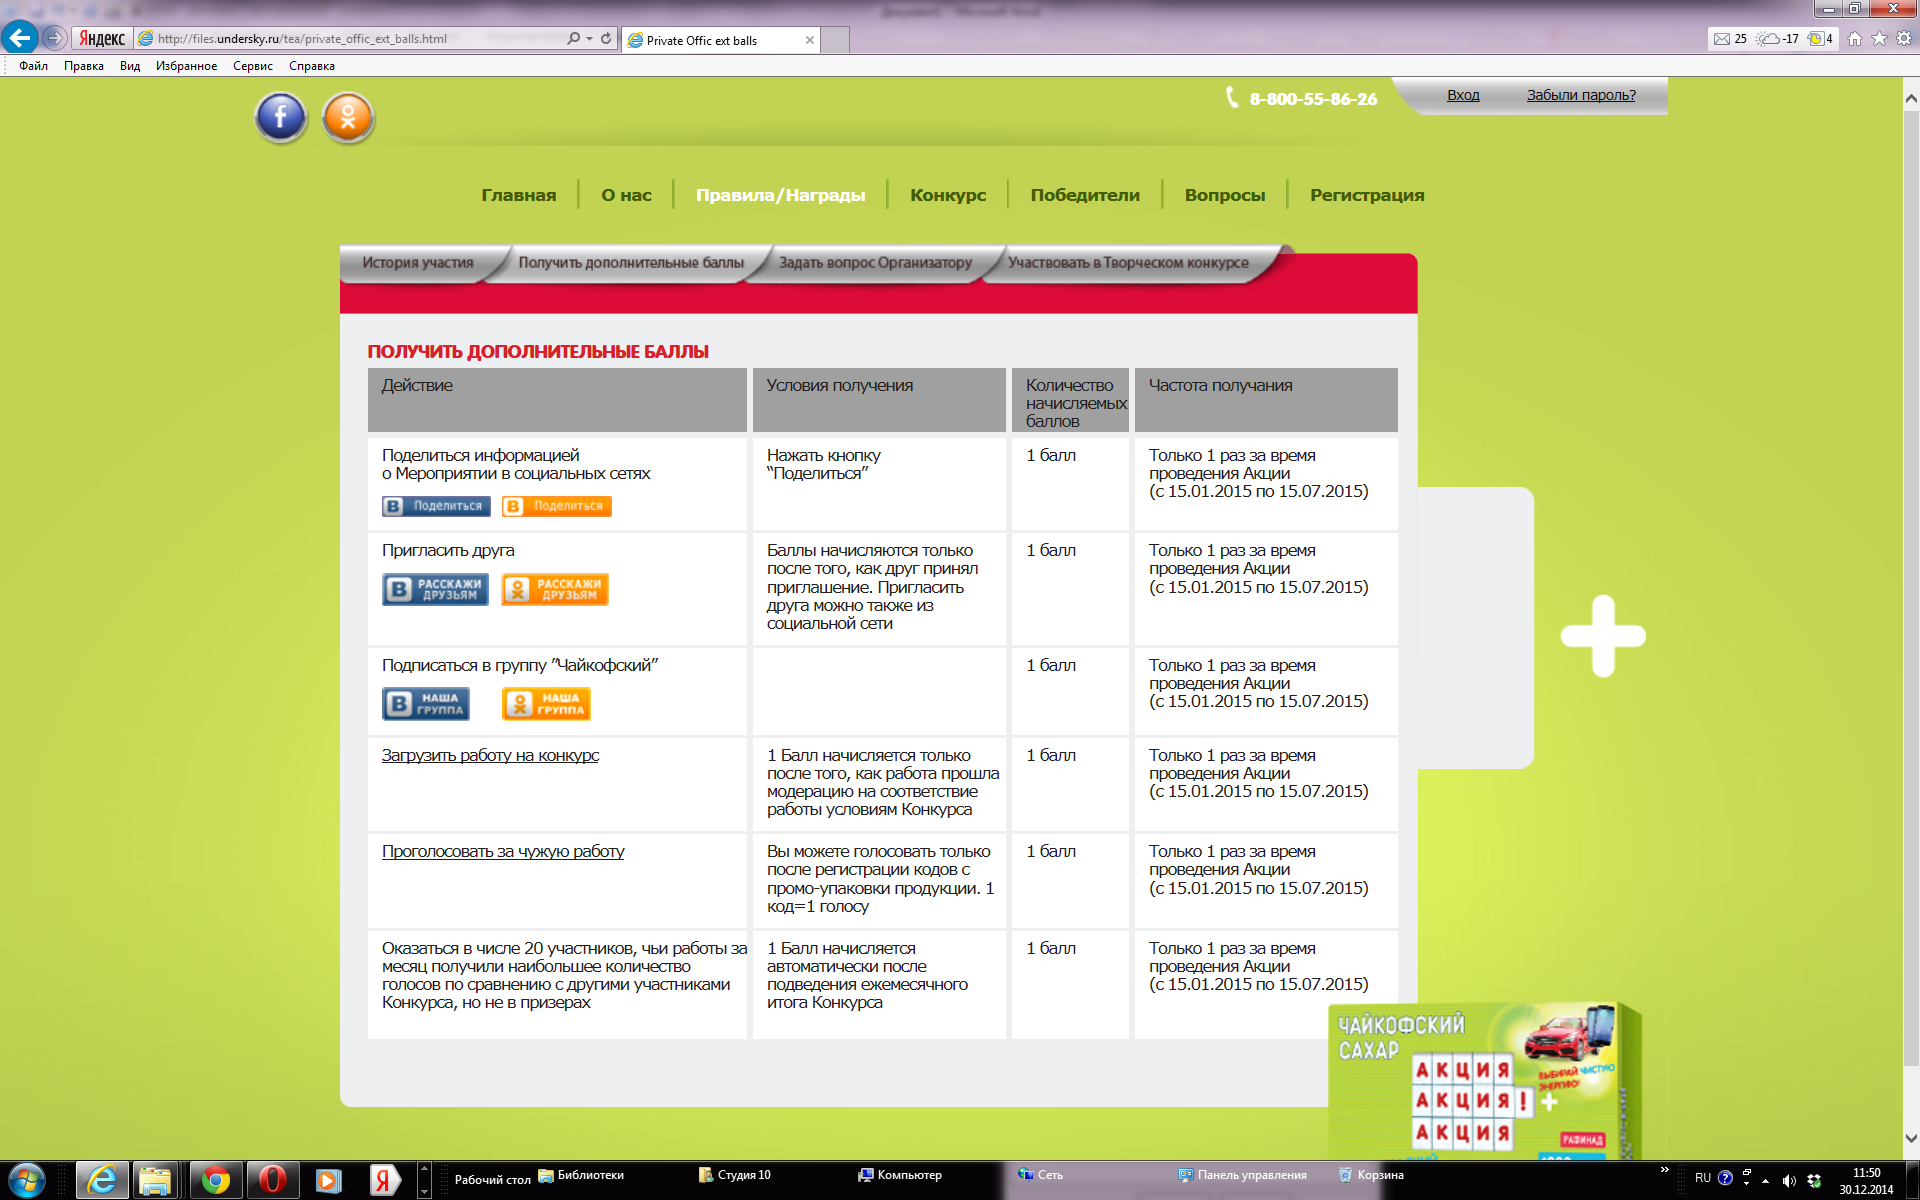 Яндекс
http://files.undersky.ru/tea/private_offic_ext_balls.html
Private Offic ext balls
25
-17
4
Файл Правка Вид Избранное Сервис Справка
8-800-55-86-26
Вход
Забыли пароль?
Главная
О нас
Правила/Награды
Конкурс
Победители
Вопросы
Регистрация
История участия
Получить дополнительные баллы
Задать вопрос Организатору
Участвовать в Творческом конкурсе
ПОЛУЧИТЬ ДОПОЛНИТЕЛЬНЫЕ БАЛЛЫ
Действие
Условия получения
Количество
начисляемых
баллов
Частота получания
Поделиться информацией
о Мероприятии в социальных сетях
Поделиться
Поделиться
Нажать кнопку
“Поделиться”
1 балл
Только 1 раз за время
проведения Акции
(с 15.01.2015 по 15.07.2015)
Пригласить друга
РАССКАЖИ
ДРУЗЬЯМ
РАССКАЖИ
ДРУЗЬЯМ
Баллы начисляются только
после того, как друг принял
приглашение. Пригласить
друга можно также из
социальной сети
1 балл
Только 1 раз за время
проведения Акции
(с 15.01.2015 по 15.07.2015)
Подписаться в группу ”Чайкофский”
НАША
ГРУППА
НАША
ГРУППА
1 балл
Только 1 раз за время
проведения Акции
(с 15.01.2015 по 15.07.2015)
Загрузить работу на конкурс
1 Балл начисляется только
после того, как работа прошла
модерацию на соответствие
работы условиям Конкурса
1 балл
Только 1 раз за время
проведения Акции
(с 15.01.2015 по 15.07.2015)
Проголосовать за чужую работу
Вы можете голосовать только
после регистрации кодов с
промо-упаковки продукции. 1
код=1 голосу
1 балл
Только 1 раз за время
проведения Акции
(с 15.01.2015 по 15.07.2015)
Оказаться в числе 20 участников, чьи работы за
месяц получили наибольшее количество
голосов по сравнению с другими участниками
Конкурса, но не в призерах
1 Балл начисляется
автоматически после
подведения ежемесячного
итога Конкурса
1 балл
Только 1 раз за время
проведения Акции
(с 15.01.2015 по 15.07.2015)
ЧАЙКОФСКИЙ
САХАР
АКЦИЯ
АКЦИЯ!
АКЦИЯ
ВЫБИРАЙ ЧИСТУЮ
ЭНЕРГИЮ!
РАФИНАД
Рабочий стол
Библиотеки
Студия 10
Компьютер
Сеть
Панель управления
Корзина
RU
11:50
30.12.2014